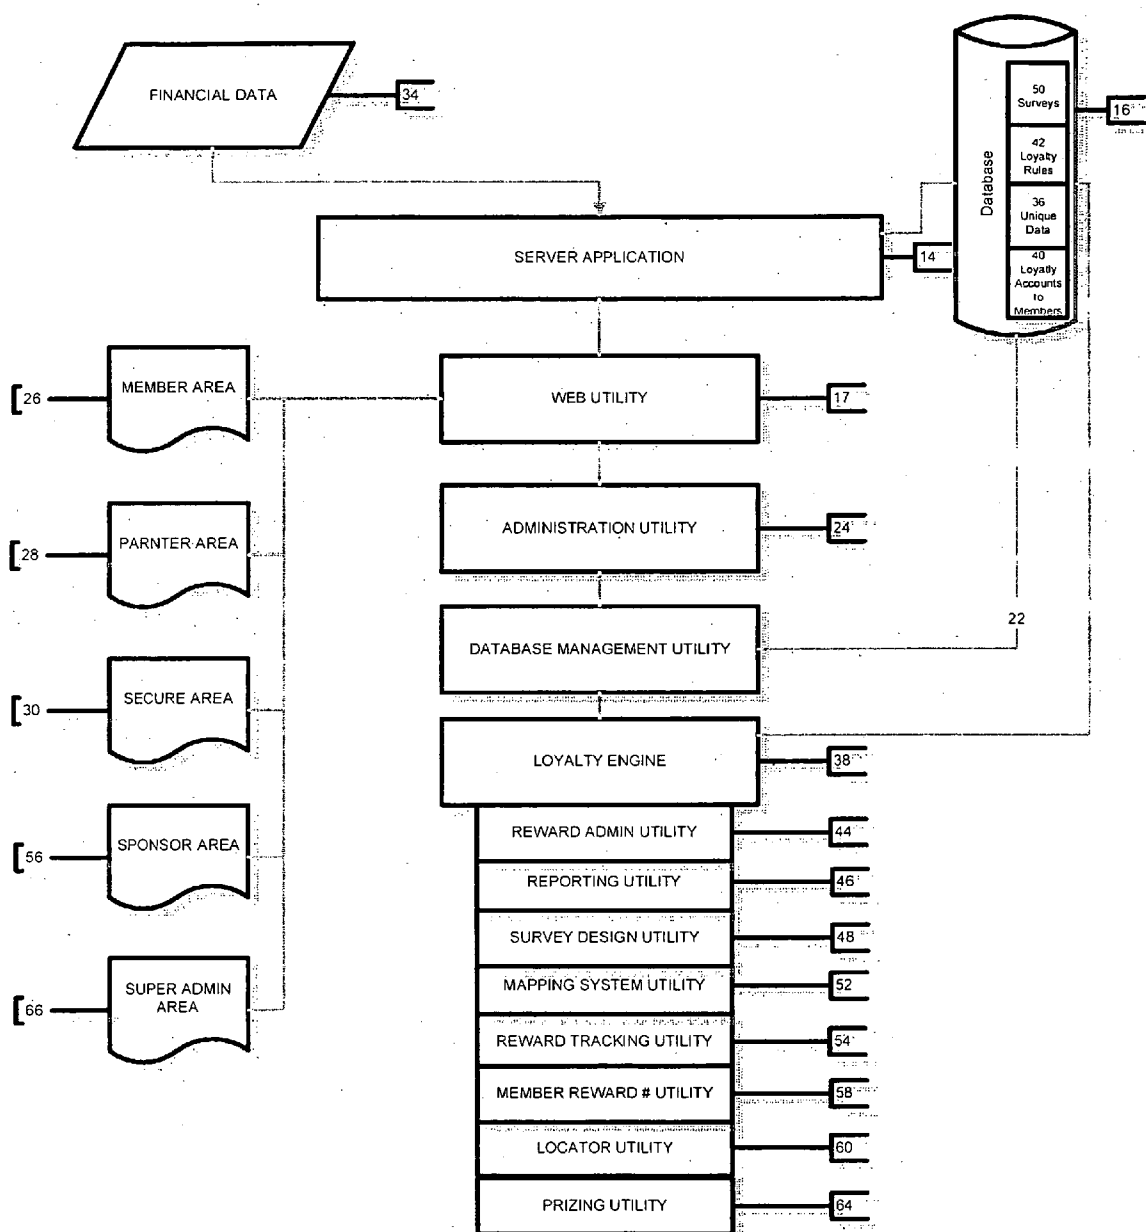 FINANCIAL DATA
34
Database
50
Surveys
42
Loyalty
Rules
36
Unique
Data
40
Loyatly
Accounts
to
Members
16
SERVER APPLICATION
14
26
MEMBER AREA
WEB UTILITY
17
28
PARNTER AREA
ADMINISTRATION UTILITY
24
22
DATABASE MANAGEMENT UTILITY
30
SECURE AREA
LOYALTY ENGINE
38
56
SPONSOR AREA
REWARD ADMIN UTILITY
44
REPORTING UTILITY
46
SURVEY DESIGN UTILITY
48
66
SUPER ADMIN
AREA
MAPPING SYSTEM UTILITY
52
REWARD TRACKING UTILITY
54
MEMBER REWARD # UTILITY
58
LOCATOR UTILITY
60
PRIZING UTILITY
64